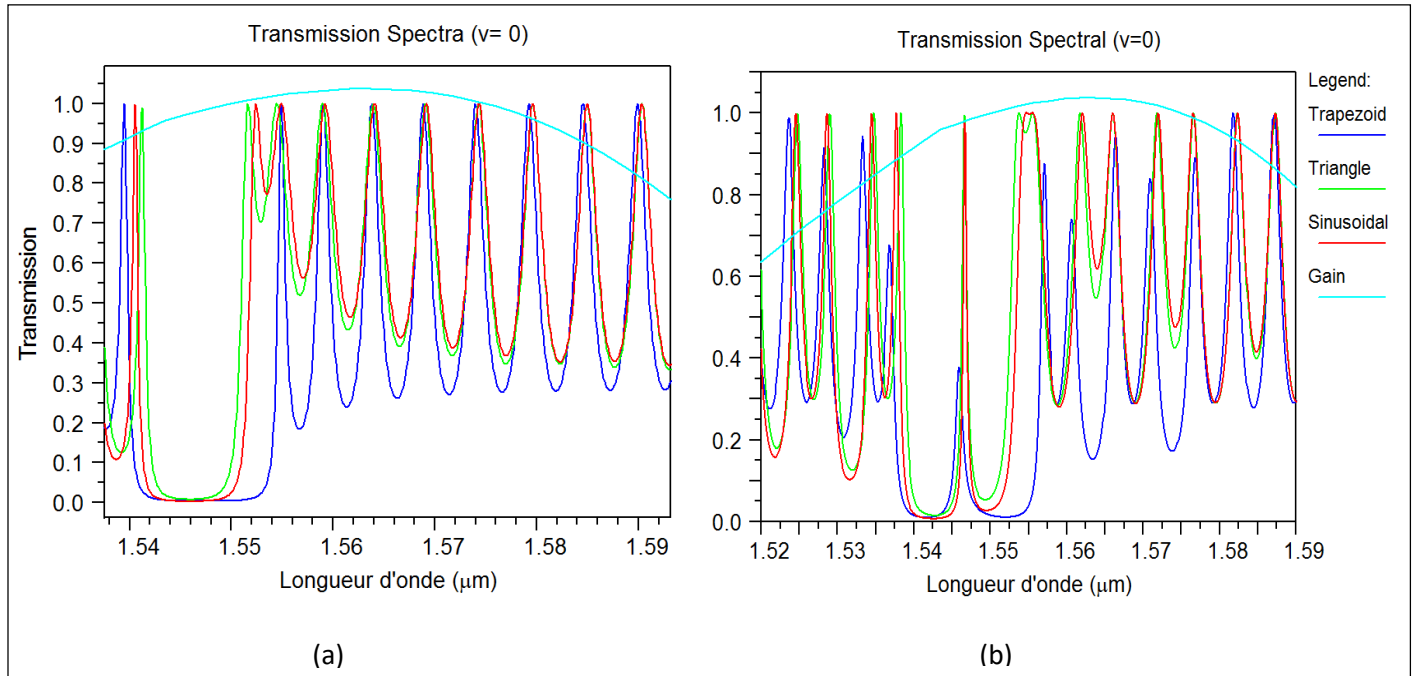 Transmission Spectra (v= 0)
Transmission
1.0
0.9
0.8
0.7
0.6
0.5
0.4
0.3
0.2
0.1
0.0
1.54 1.55 1.56 1.57 1.58 1.59
Longueur d'onde (μm)
(a)
Transmission Spectral (v=0)
1.0
0.8
0.6
0.4
0.2
0.0
1.52 1.53 1.54 1.55 1.56 1.57 1.58 1.59
Longueur d'onde (μm)
(b)
Legend:
Trapezoid
Triangle
Sinusoidal
Gain